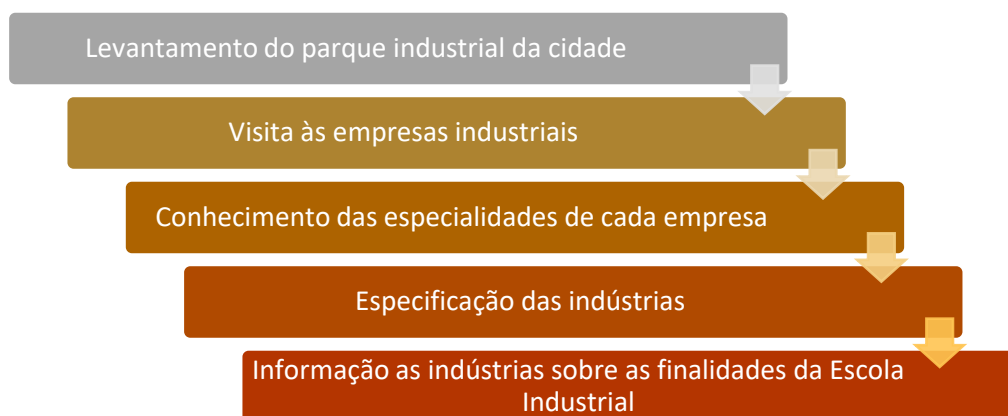 Levantamento do parque industrial da cidade
Visita às empresas industriais
Conhecimento das especialidades de cada empresa
Especificação das indústrias
Informação as indústrias sobre as finalidades da Escola
Industrial